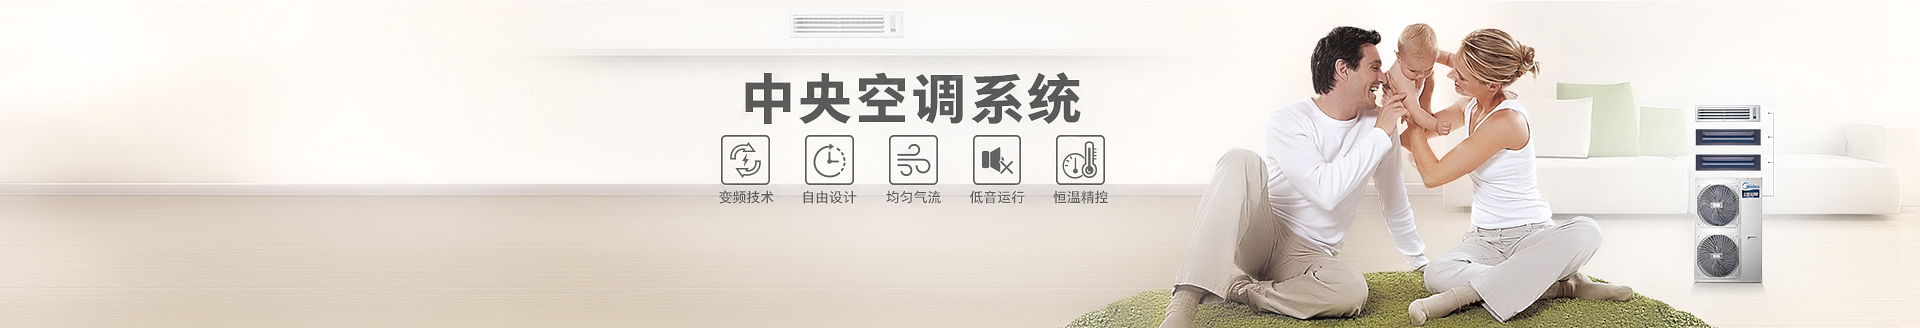 中央空调系统
变频技术
自由设计
均匀气流
低音运行
恒温精控